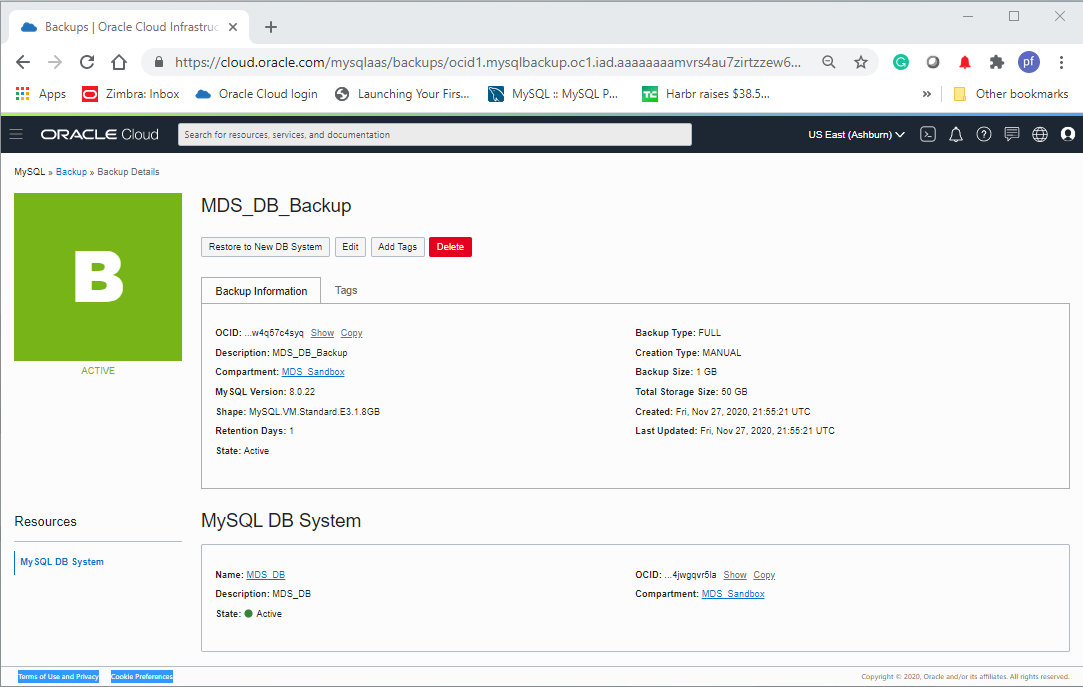 Backups | Oracle Cloud Infrastruc
https://cloud.oracle.com/mysqlaas/backups/ocid1.mysqlbackup.oc1.iad.aaaaaaaamvrs4au7zirtzzew6...
pf
Apps Zimbra: Inbox Oracle Cloud login Launching Your Firs... MySQL :: MySQL P... TC Harbr raises $38.5... » Other bookmarks
ORACLE Cloud Search for resources, services, and documentation US East (Ashburn)
MySQL » Backup » Backup Details
B
ACTIVE
MDS_DB_Backup
Restore to New DB System Edit Add Tags Delete
Backup Information Tags
OCID: ...w4q57c4syq Show Copy Backup Type: FULL
Description: MDS_DB_Backup Creation Type: MANUAL
Compartment: MDS_Sandbox Backup Size: 1 GB
MySQL Version: 8.0.22 Total Storage Size: 50 GB
Shape: MySQL.VM.Standard.E3.1.8GB Created: Fri, Nov 27, 2020, 21:55:21 UTC
Retention Days: 1 Last Updated: Fri, Nov 27, 2020, 21:55:21 UTC
State: Active
Resources
MySQL DB System
MySQL DB System
Name: MDS_DB OCID: ...4jwgqvr5la Show Copy
Description: MDS_DB Compartment: MDS_Sandbox
State: Active
Terms of Use and Privacy Cookie Preferences Copyright © 2020, Oracle and/or its affiliates. All rights reserved.